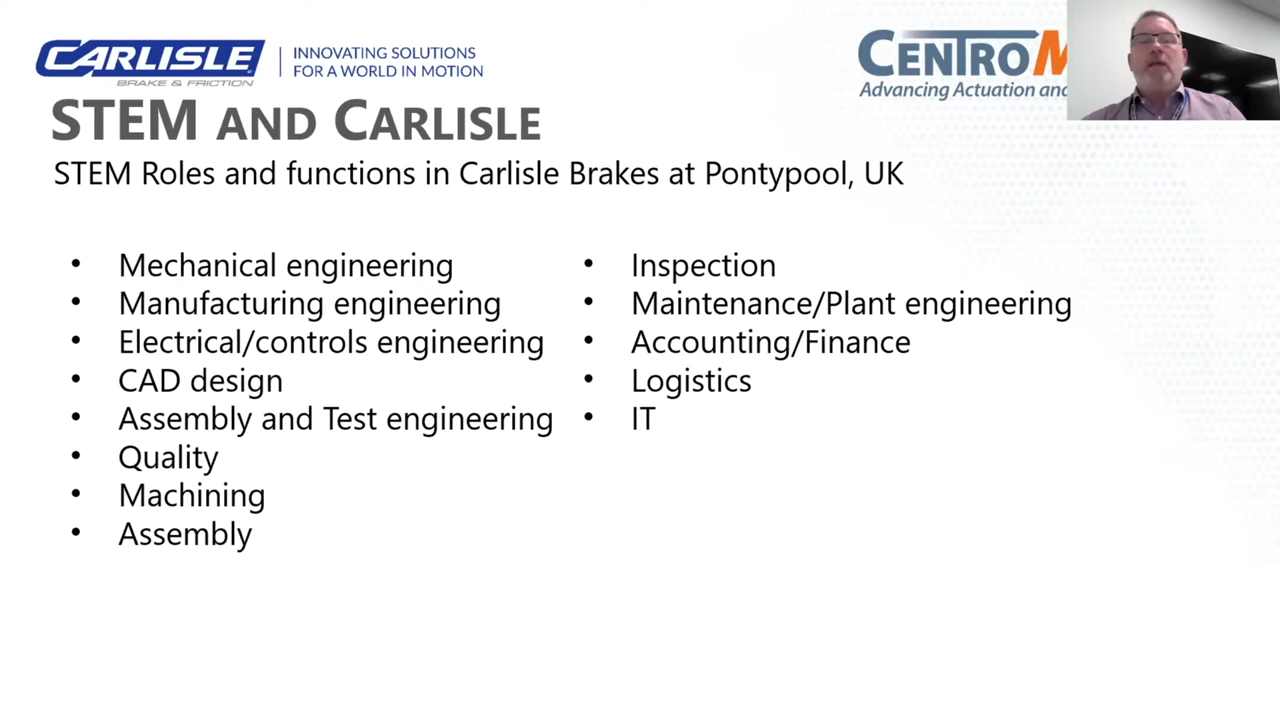 CARLISLE
BRAKE & FRICTION
INNOVATING SOLUTIONS
FOR A WORLD IN MOTION
CENTROM
Advancing Actuation and
STEM AND CARLISLE
STEM Roles and functions in Carlisle Brakes at Pontypool, UK
• Mechanical engineering
• Manufacturing engineering
• Electrical/controls engineering
• CAD design
• Assembly and Test engineering
• Quality
• Machining
• Assembly
• Inspection
• Maintenance/Plant engineering
• Accounting/Finance
• Logistics
• IT